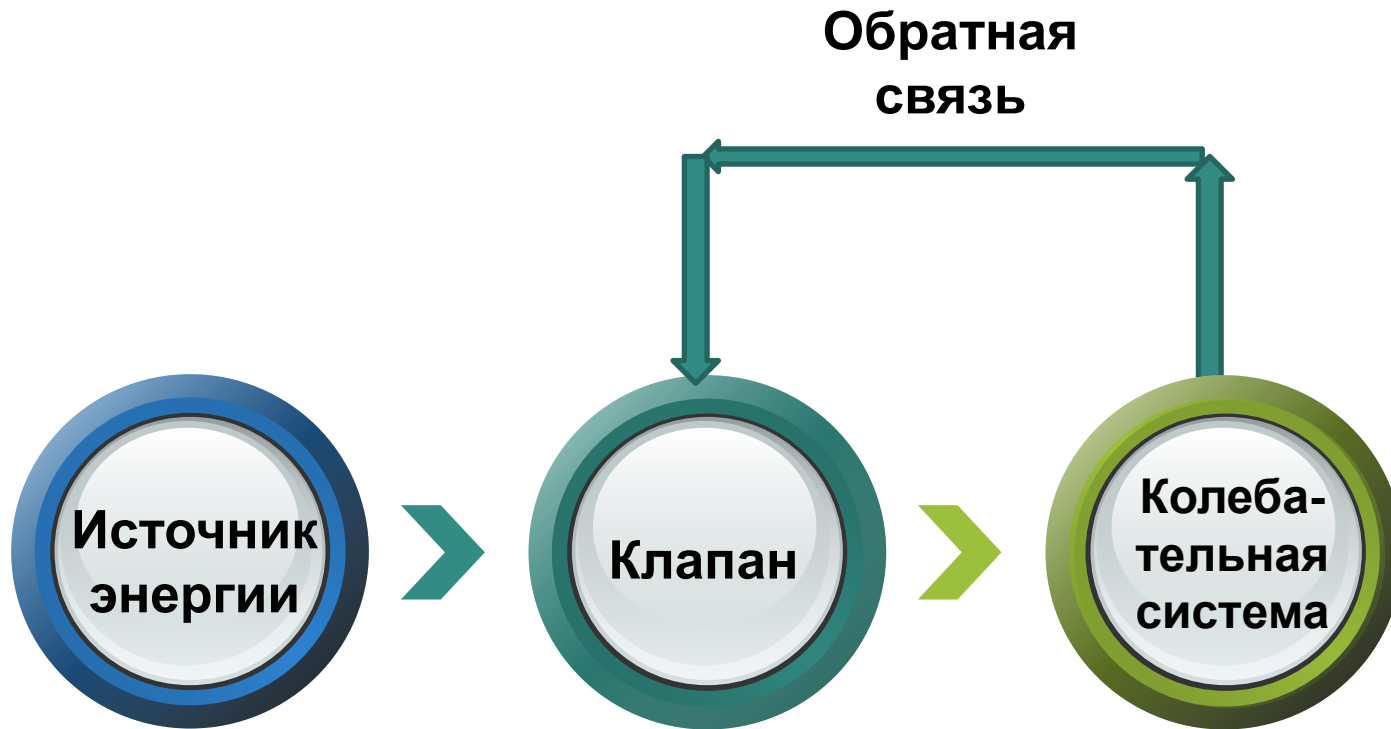 Обратная
связь
Источник
энергии
Клапан
Колеба-
тельная
система